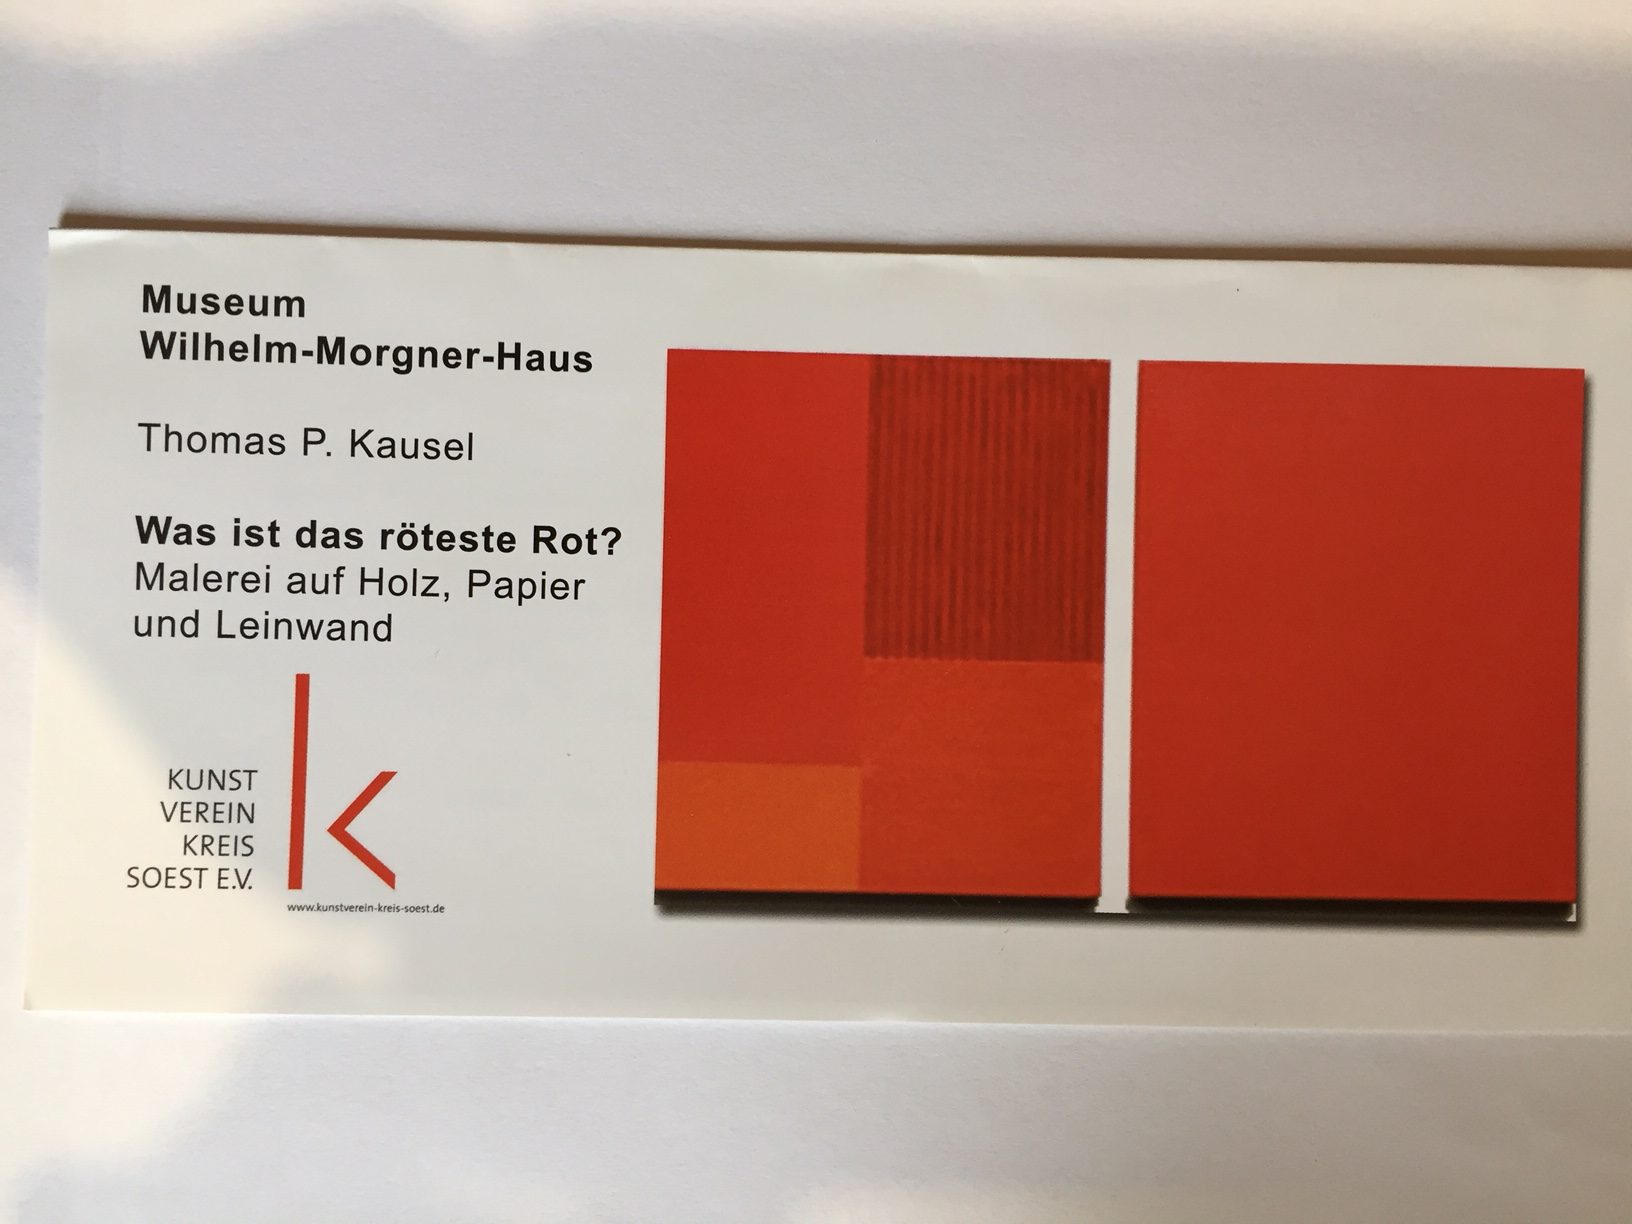 Museum
Wilhelm-Morgner-Haus
Thomas P. Kausel
Was ist das röteste Rot?
Malerei auf Holz, Papier
und Leinwand
KUNST
VEREIN
KREIS
SOEST E.V.
k
www.kunstverein-kreis-soest.de